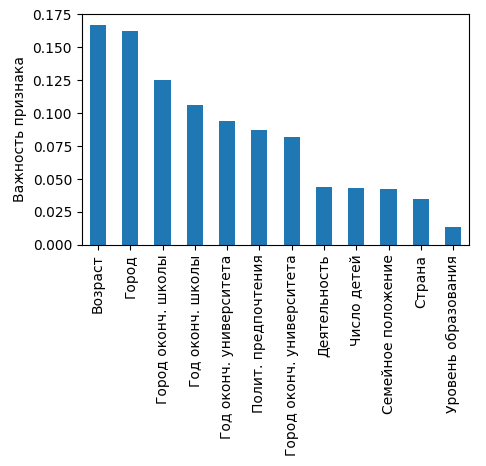 Важность признака
0.175
0.150
0.125
0.100
0.075
0.050
0.025
0.000
Возраст
Город
Город оконч. школы
Год оконч. школы
Год оконч. университета
Полит. предпочтения
Город оконч. университета
Деятельность
Число детей
Семейное положение
Страна
Уровень образования